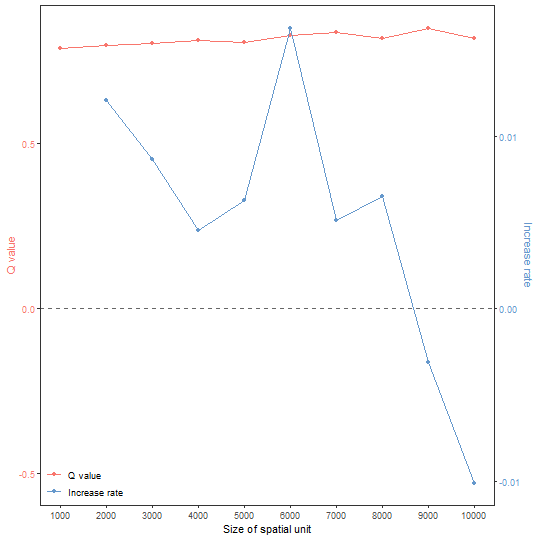 0.5
0.0
-0.5
Q value
0.01
0.00
-0.01
Increase rate
Q value
Increase rate
1000 2000 3000 4000 5000 6000 7000 8000 9000 10000
Size of spatial unit